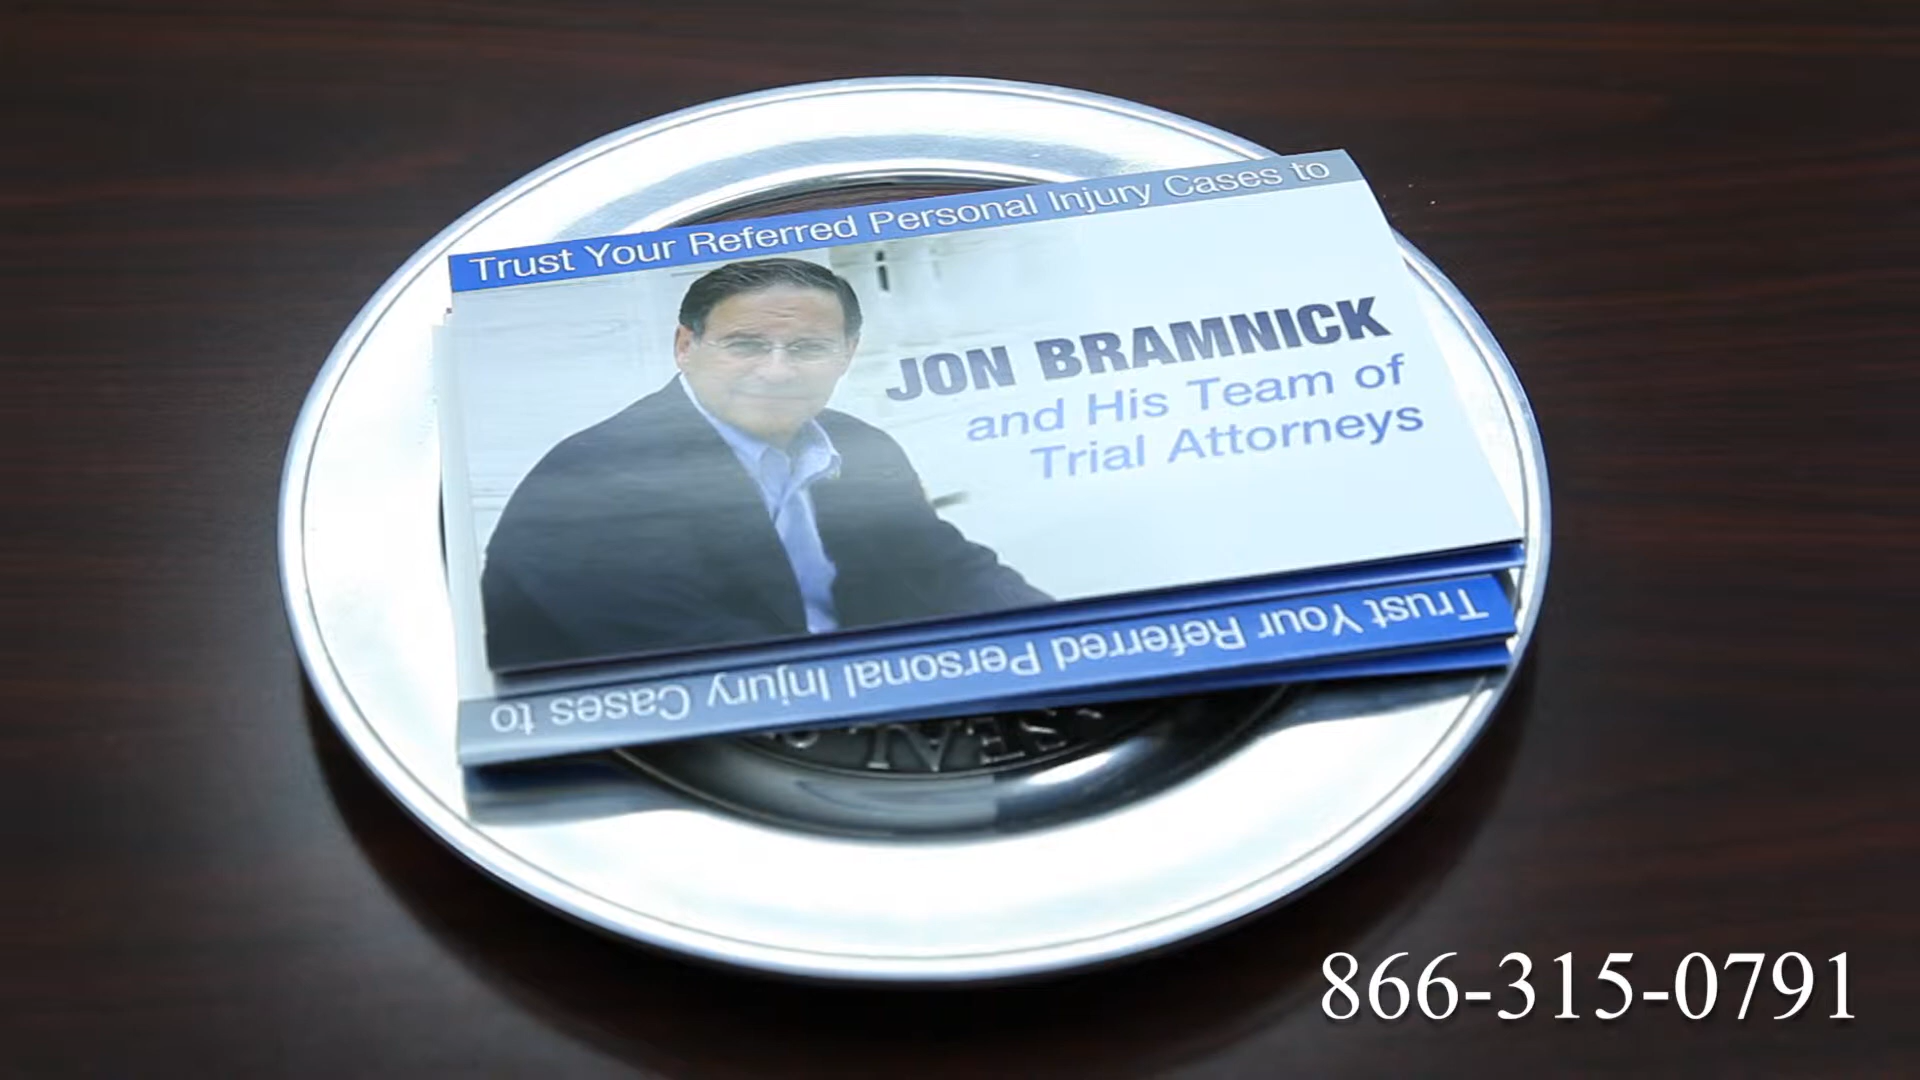 Trust Your Referred Personal Injury Cases to
JON BRAMNICK
and His Team of
Trial Attorneys
Trust Your Referred Personal Injury Cases to
866-315-0791